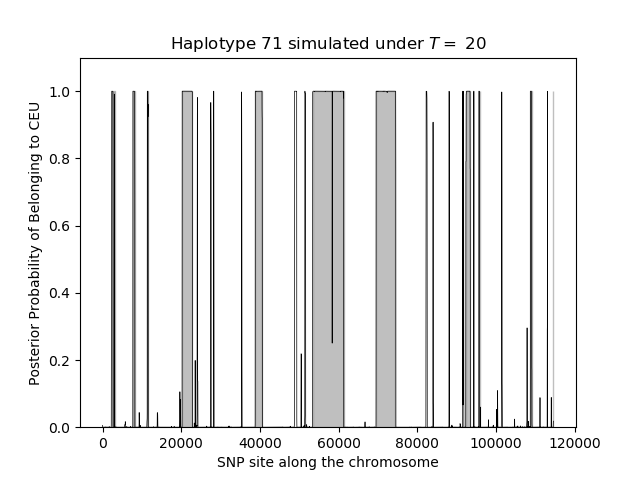 Haplotype 71 simulated under T = 20
Posterior Probability of Belonging to CEU
1.0
0.8
0.6
0.4
0.2
0.0
0 20000 40000 60000 80000 100000 120000
SNP site along the chromosome